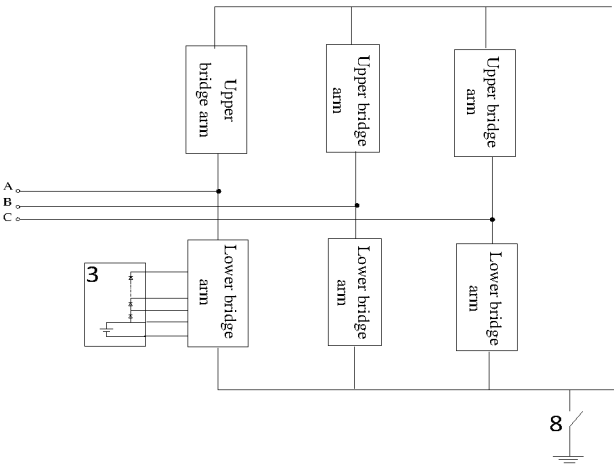 Upper
bridge arm
Upper bridge
arm
Upper bridge
arm
A
B
C
3
Lower bridge
arm
Lower bridge
arm
Lower bridge
arm
8